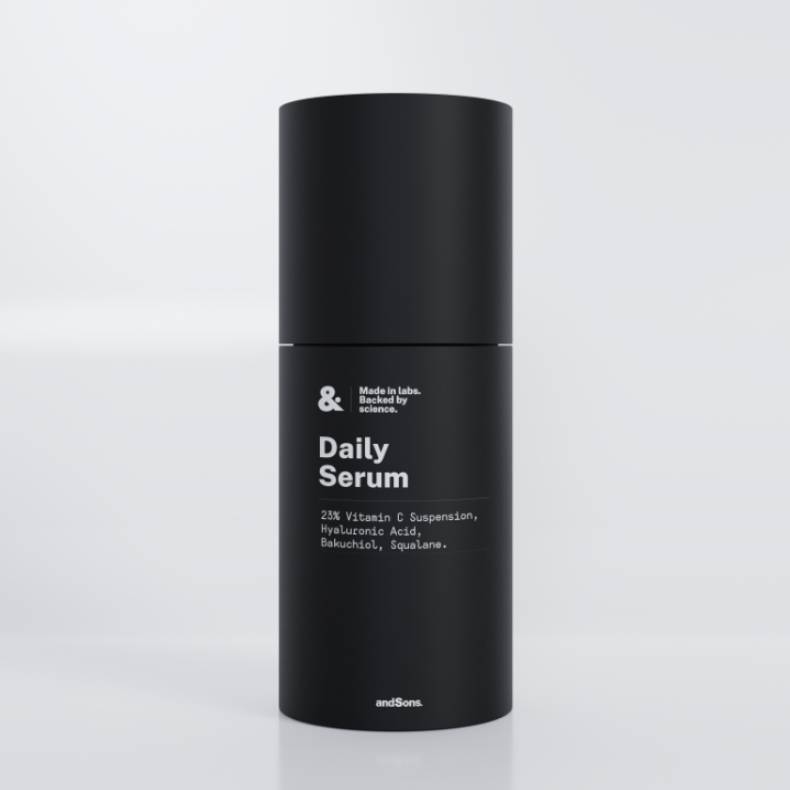 &
Made in labs.
Backed by
science.
Daily
Serum
23% Vitamin C Suspension,
Hyaluronic Acid,
Bakuchiol, Squalane.
andSons.